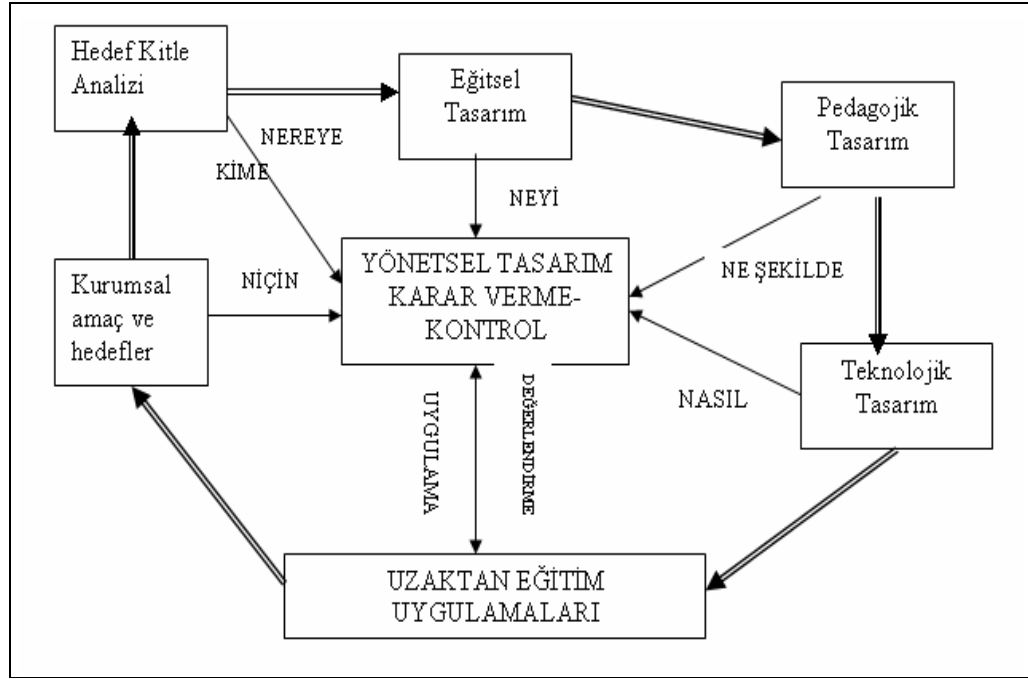 Hedef Kitle
Analizi
Eğitsel
Tasarım
Pedagojik
Tasarım
NEREYE
KİME
NEYİ
Kurumsal
amaç ve
hedefler
NİÇİN
YÖNETSEL TASARIM
KARAR VERME-
KONTROL
NE ŞEKİLDE
Teknolojik
Tasarım
NASIL
UYGULAMA
DEĞERLENDİRME
UZAKTAN EĞİTİM
UYGULAMALARI